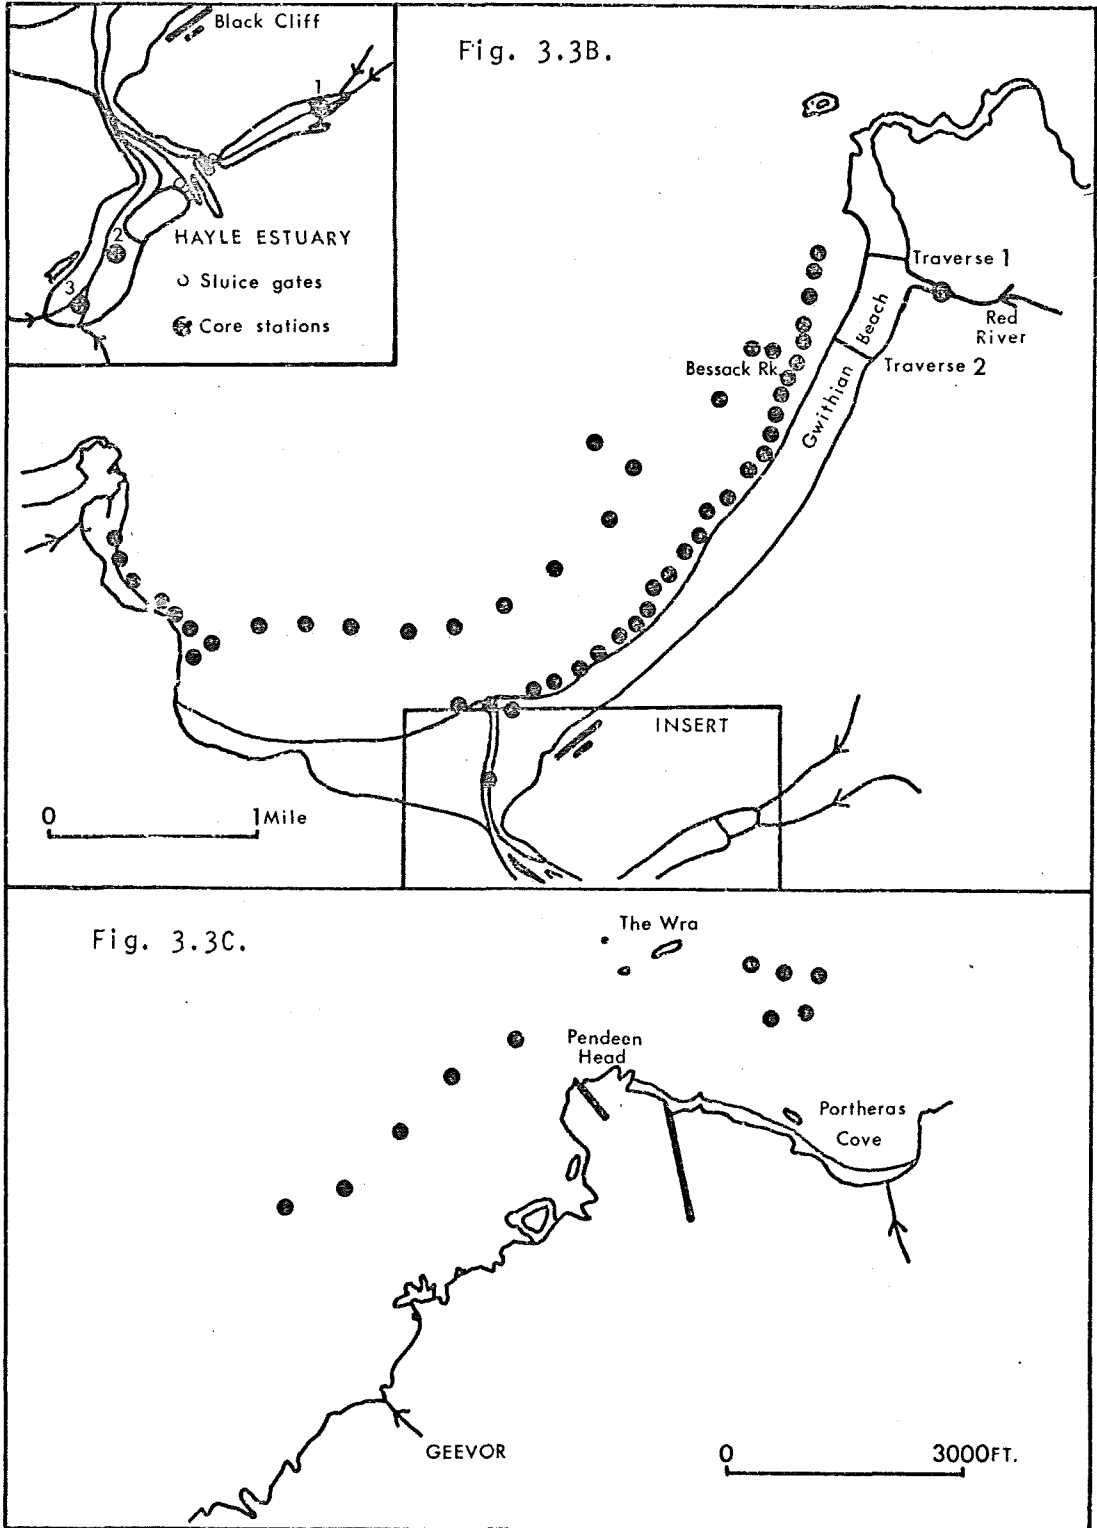 Fig. 3.3B.
Black Cliff
1
2
3
HAYLE ESTUARY
Sluice gates
Core stations
Traverse 1
Red
River
Beach
Gwithian
Traverse 2
Bessack Rk.
INSERT
0 1 Mile
Fig. 3.3C.
The Wra
Pendeen
Head
Portheras
Cove
GEEVOR
0 3000FT.